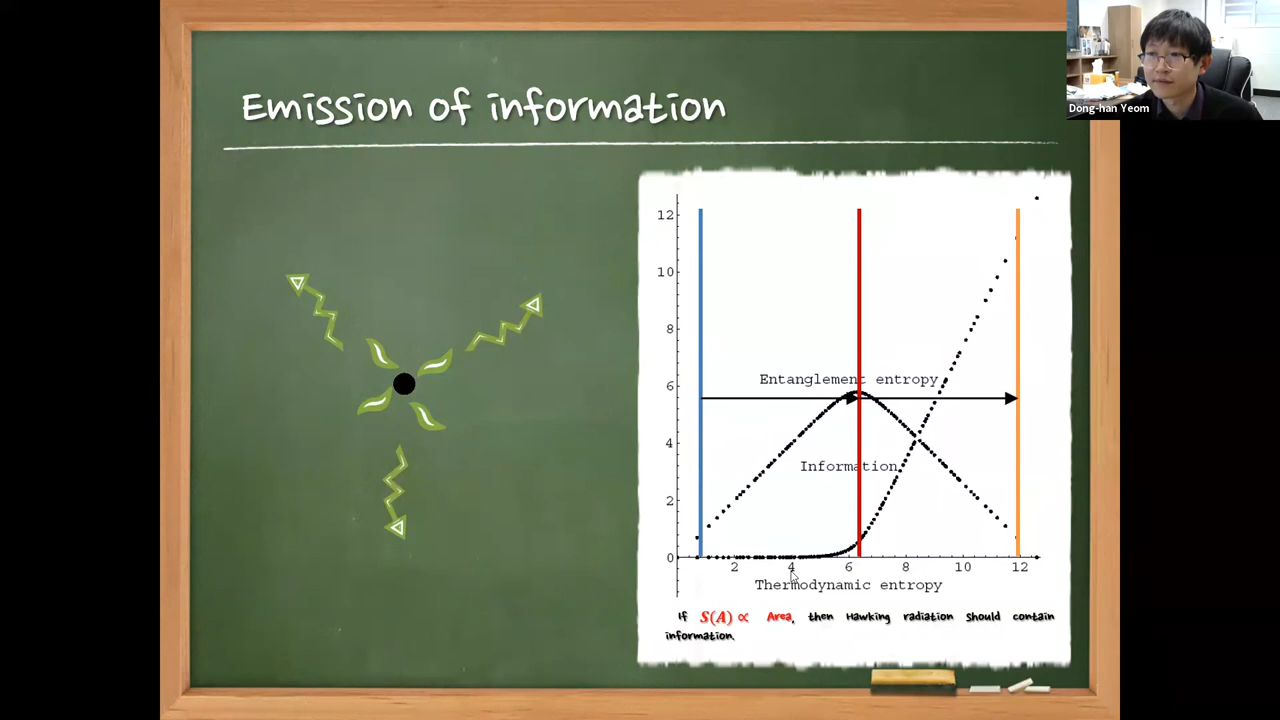 Emission of information
Dong-han Yeom
12
10
8
6
Entanglement entropy
4
Information
2
0
2 4 6 8 10 12
Thermodynamic entropy
If S(A) ∝ Area, then Hawking radiation should contain
information.